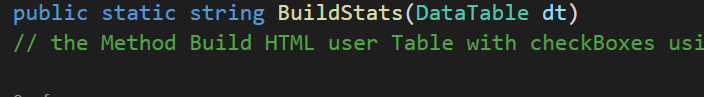 public static string BuildStats(DataTable dt)
// the Method Build HTML user Table with checkBoxes usi